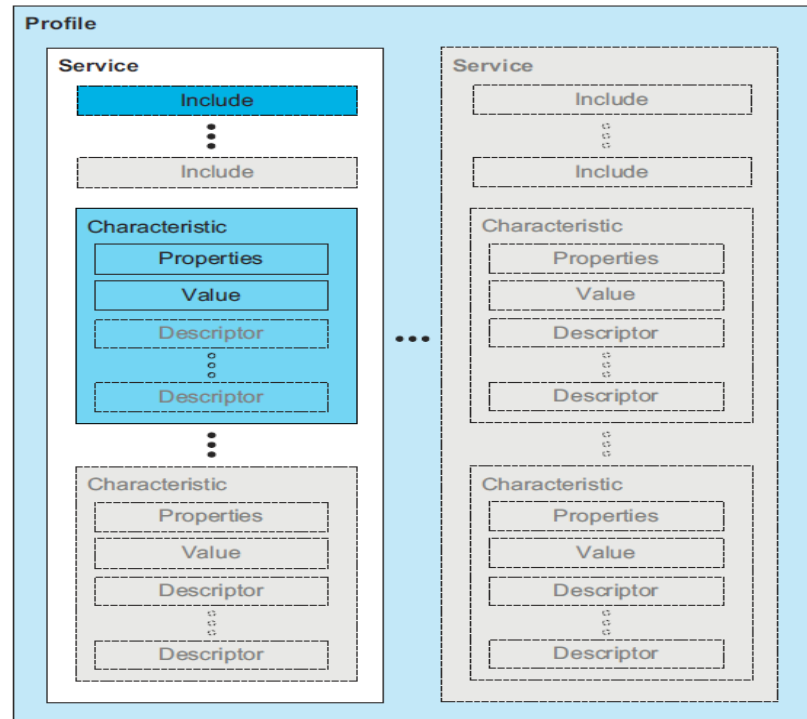 Profile
Service
Include
Include
Characteristic
Properties
Value
Descriptor
Descriptor
Characteristic
Properties
Value
Descriptor
Descriptor
Service
Include
Include
Characteristic
Properties
Value
Descriptor
Descriptor
Characteristic
Properties
Value
Descriptor
Descriptor